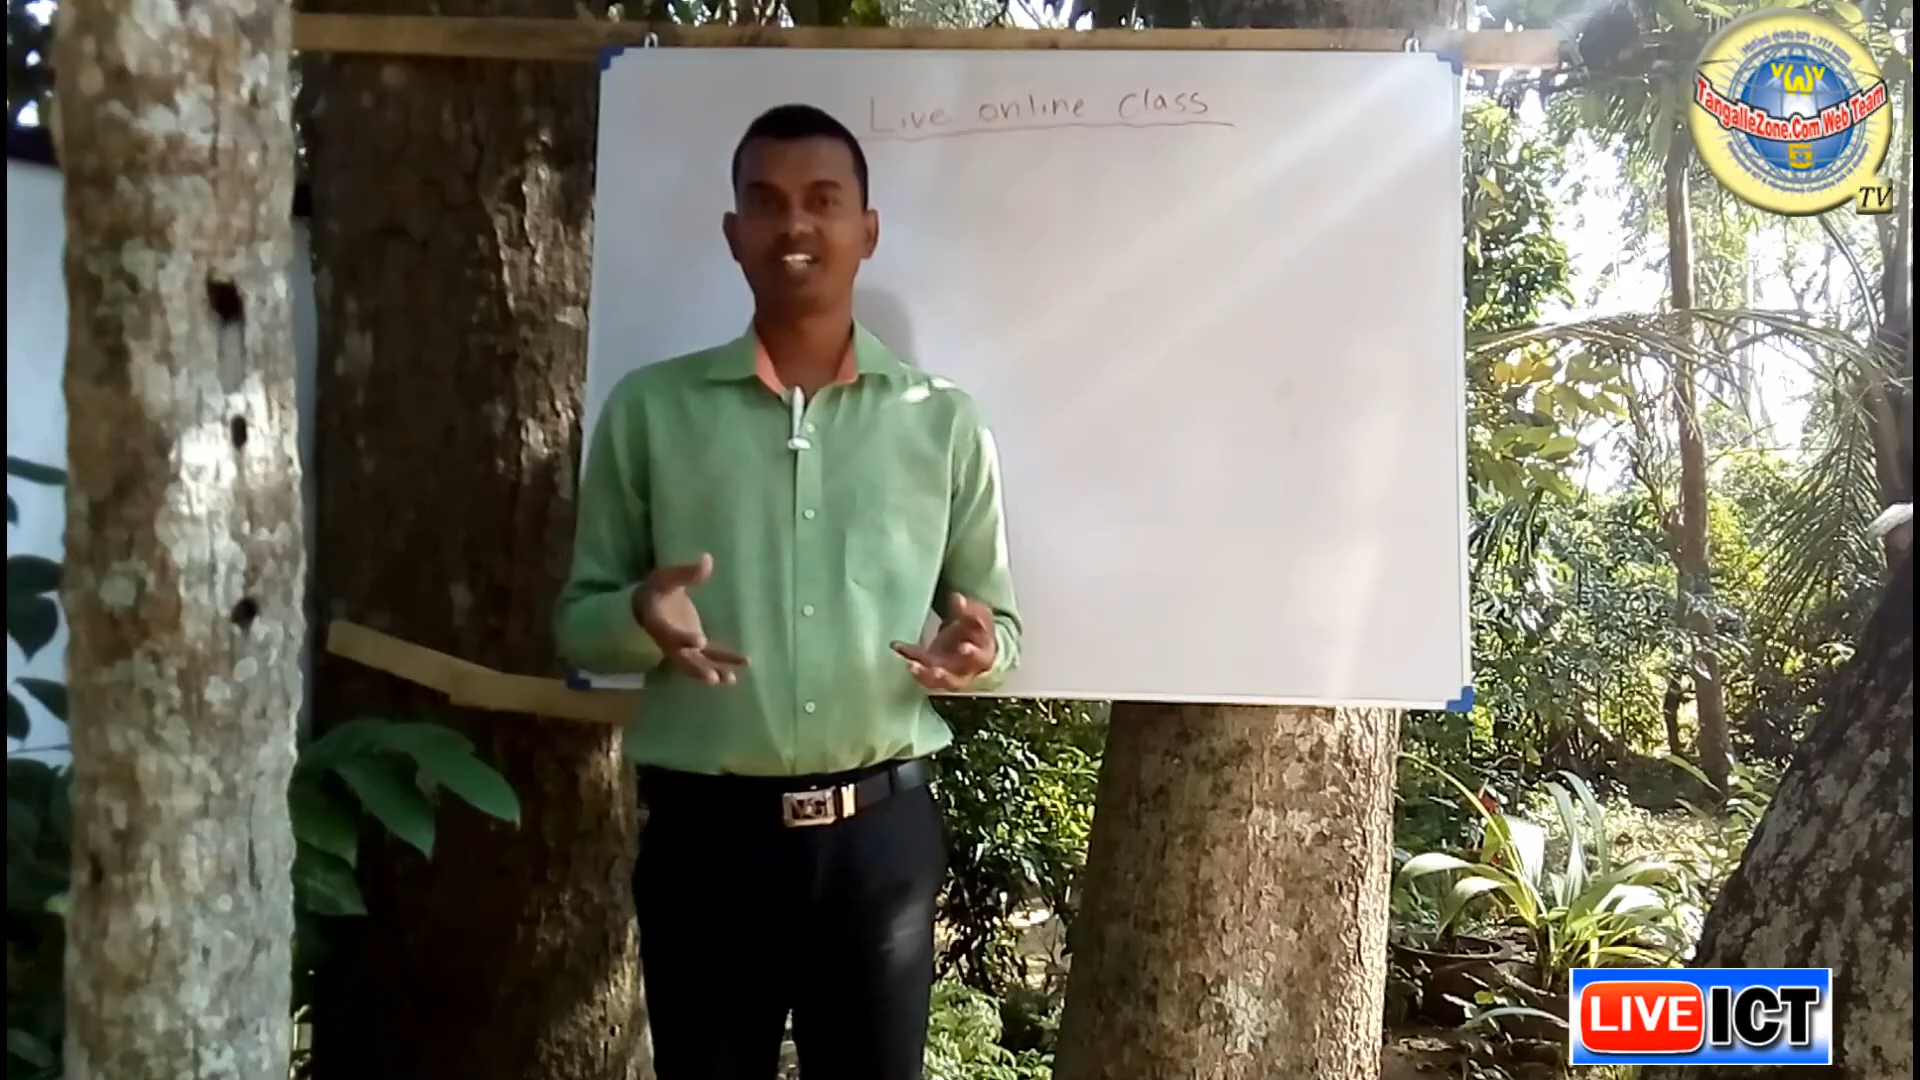 Live online class
TangalleZone.Com Web Team
TV
LIVE ICT